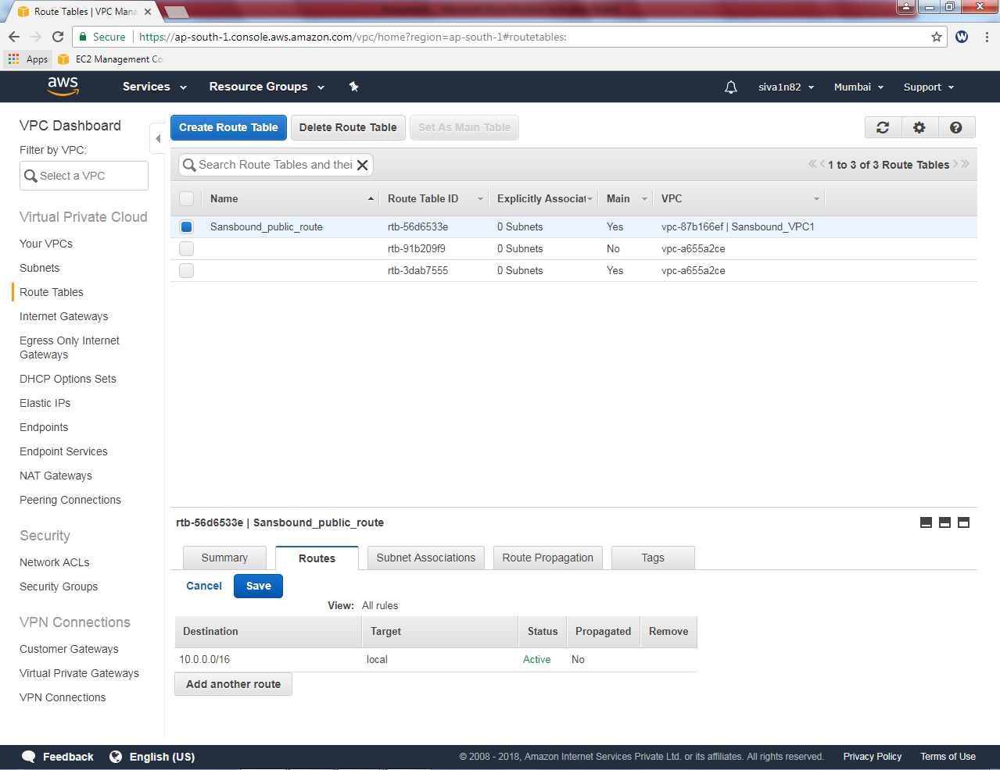 Route Tables | VPC Mana
Secure https://ap-south-1.console.aws.amazon.com/vpc/home?region=ap-south-1#routetables:
W
Apps EC2 Management Co
aws Services Resource Groups siva1n82 Mumbai Support
VPC Dashboard
Filter by VPC:
Select a VPC
Virtual Private Cloud
Your VPCs
Subnets
Route Tables
Internet Gateways
Egress Only Internet
Gateways
DHCP Options Sets
Elastic IPs
Endpoints
Endpoint Services
NAT Gateways
Peering Connections
Security
Network ACLs
Security Groups
VPN Connections
Customer Gateways
Virtual Private Gateways
VPN Connections
Create Route Table Delete Route Table Set As Main Table
Search Route Tables and thei 1 to 3 of 3 Route Tables
Name Route Table ID Explicitly Associat Main VPC
Sansbound_public_route rtb-56d6533e 0 Subnets Yes vpc-87b166ef | Sansbound_VPC1
rtb-91b209f9 0 Subnets No vpc-a655a2ce
rtb-3dab7555 0 Subnets Yes vpc-a655a2ce
rtb-56d6533e | Sansbound_public_route
Summary Routes Subnet Associations Route Propagation Tags
Cancel Save
View: All rules
Destination Target Status Propagated Remove
10.0.0.0/16 local Active No
Add another route
Feedback English (US) © 2008 - 2018, Amazon Internet Services Private Ltd. or its affiliates. All rights reserved. Privacy Policy Terms of Use